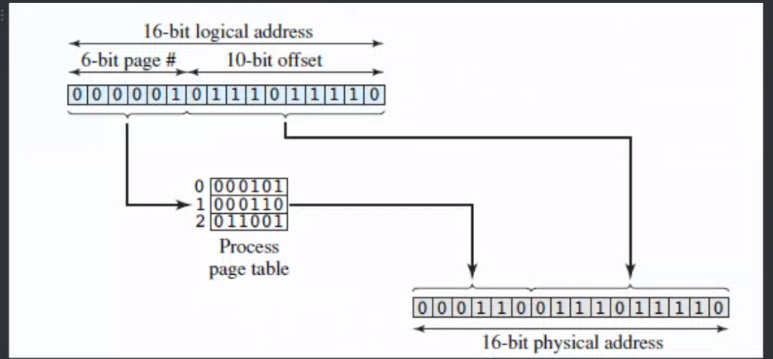 16-bit logical address
6-bit page # 10-bit offset
0 0 0 0 0 1 0 1 1 1 0 1 1 1 1 0
0 000101
1 000110
2 011001
Process
page table
0 0 0 1 1 0 0 1 1 1 0 1 1 1 1 0
16-bit physical address